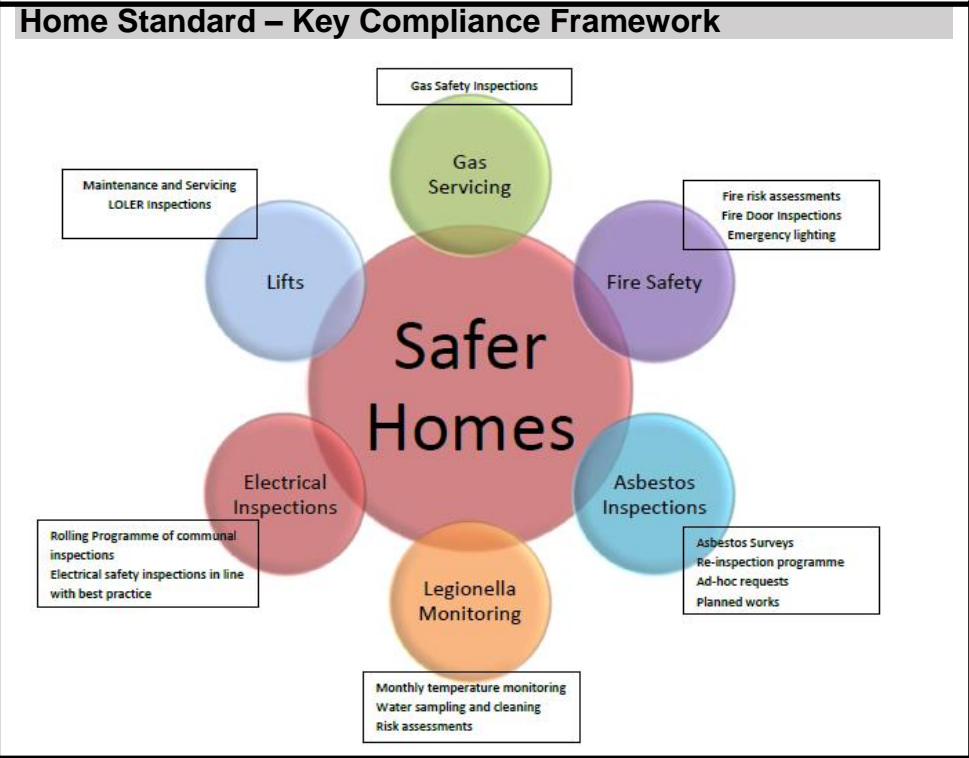 Home Standard – Key Compliance Framework
Gas Safety Inspections
Gas
Servicing
Maintenance and Servicing
LOLER Inspections
Lifts
Fire risk assessments
Fire Door Inspections
Emergency lighting
Fire Safety
Safer
Homes
Electrical
Inspections
Rolling Programme of communal
inspections
Electrical safety inspections in line
with best practice
Asbestos
Inspections
Asbestos Surveys
Re-inspection programme
Ad-hoc requests
Planned works
Legionella
Monitoring
Monthly temperature monitoring
Water sampling and cleaning
Risk assessments